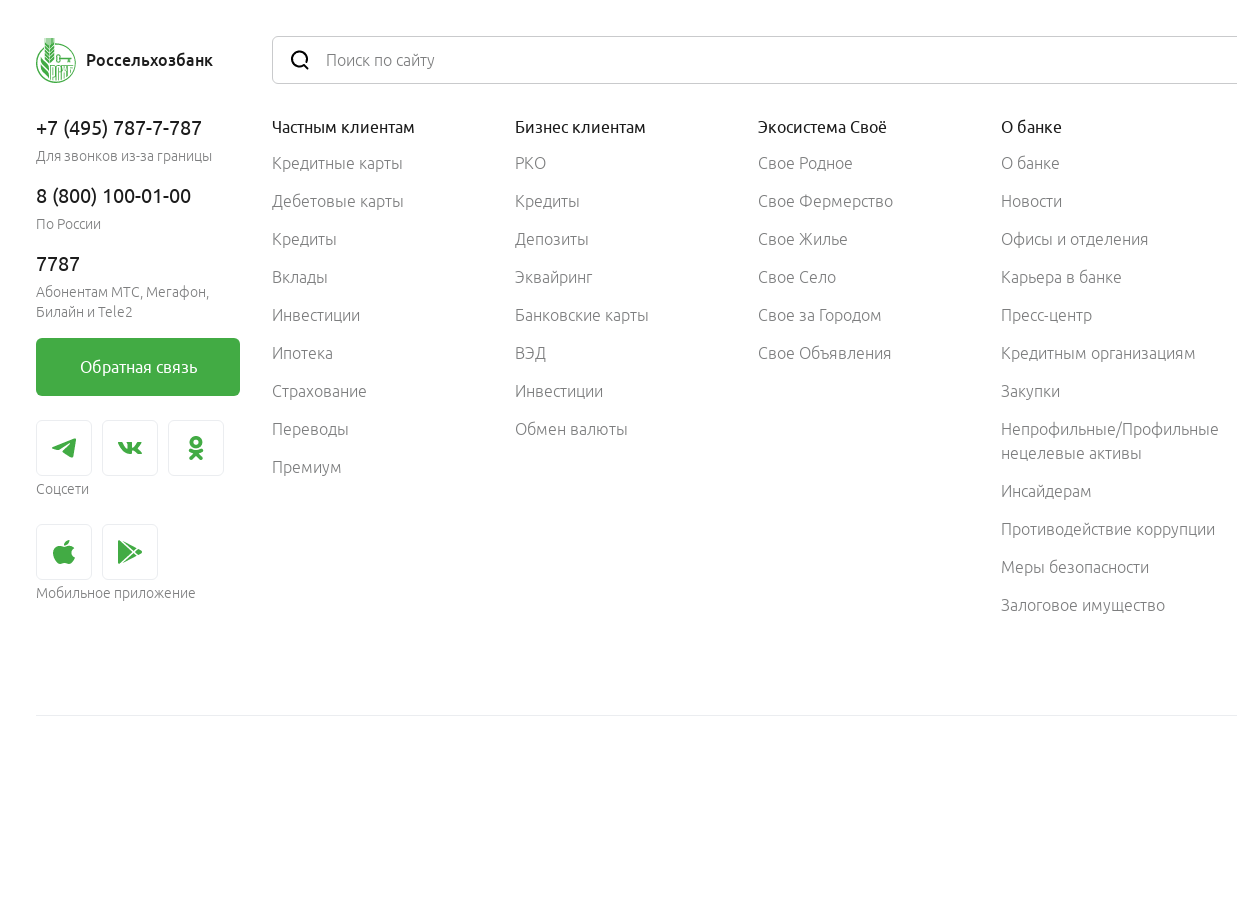 Россельхозбанк
Поиск по сайту
+7 (495) 787-7-787
Для звонков из-за границы
8 (800) 100-01-00
По России
7787
Абонентам МТС, Мегафон,
Билайн и Tele2
Обратная связь
Соцсети
Мобильное приложение
Частным клиентам
Кредитные карты
Дебетовые карты
Кредиты
Вклады
Инвестиции
Ипотека
Страхование
Переводы
Премиум
Бизнес клиентам
РКО
Кредиты
Депозиты
Эквайринг
Банковские карты
ВЭД
Инвестиции
Обмен валюты
Экосистема Своё
Свое Родное
Свое Фермерство
Свое Жилье
Свое Село
Свое за Городом
Свое Объявления
О банке
О банке
Новости
Офисы и отделения
Карьера в банке
Пресс-центр
Кредитным организациям
Закупки
Непрофильные/Профильные
нецелевые активы
Инсайдерам
Противодействие коррупции
Меры безопасности
Залоговое имущество